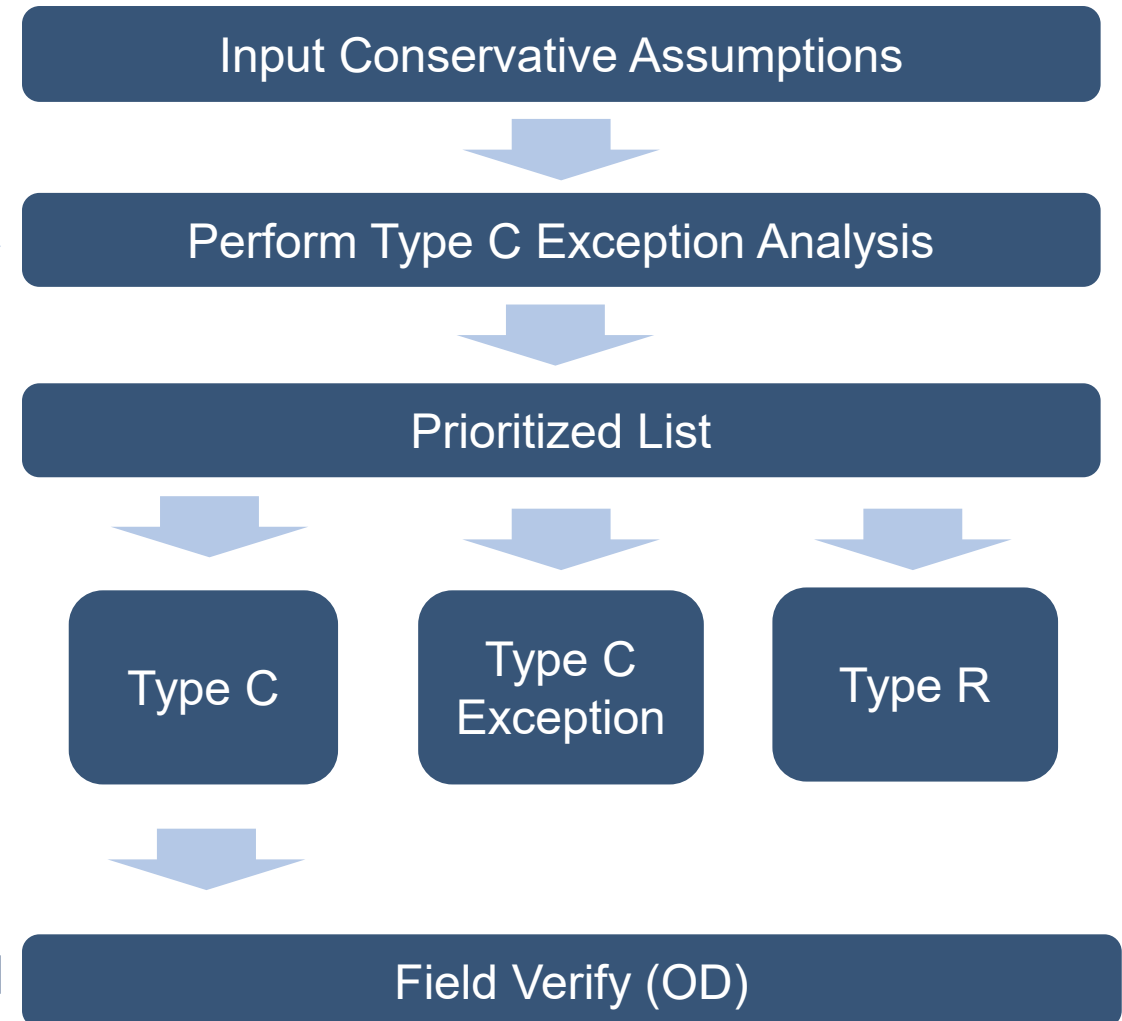 Input Conservative Assumptions
Perform Type C Exception Analysis
Prioritized List
Type C
Type C
Exception
Type R
Field Verify (OD)